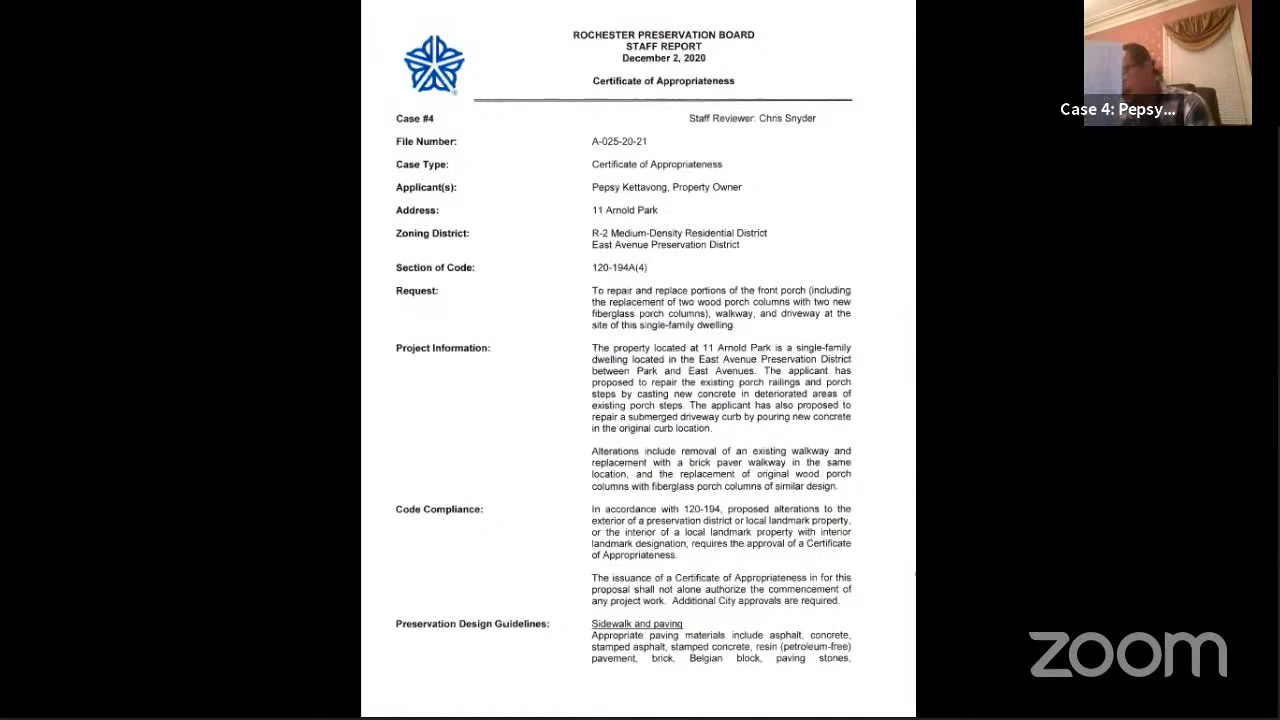 ROCHESTER PRESERVATION BOARD
STAFF REPORT
December 2, 2020
Certificate of Appropriateness
Case #4
Staff Reviewer: Chris Snyder
File Number:
A-025-20-21
Case Type:
Certificate of Appropriateness
Applicant(s):
Pepsy Kettavong, Property Owner
Address:
11 Arnold Park
Zoning District:
R-2 Medium-Density Residential District
East Avenue Preservation District
Section of Code:
120-194A(4)
Request:
To repair and replace portions of the front porch (including
the replacement of two wood porch columns with two new
fiberglass porch columns), walkway, and driveway at the
site of this single-family dwelling.
Project Information:
The property located at 11 Arnold Park is a single-family
dwelling located in the East Avenue Preservation District
between Park and East Avenues. The applicant has
proposed to repair the existing porch railings and porch
steps by casting new concrete in deteriorated areas of
existing porch steps. The applicant has also proposed to
repair a submerged driveway curb by pouring new concrete
in the original curb location.
Alterations include removal of an existing walkway and
replacement with a brick paver walkway in the same
location, and the replacement of original wood porch
columns with fiberglass porch columns of similar design.
Code Compliance:
In accordance with 120-194, proposed alterations to the
exterior of a preservation district or local landmark property,
or the interior of a local landmark property with interior
landmark designation, requires the approval of a Certificate
of Appropriateness.
The issuance of a Certificate of Appropriateness in for this
proposal shall not alone authorize the commencement of
any project work. Additional City approvals are required.
Preservation Design Guidelines:
Sidewalk and paving
Appropriate paving materials include asphalt, concrete,
stamped asphalt, stamped concrete, resin (petroleum-free)
pavement, brick, Belgian block, paving stones,
Case 4: Pepsy...
zoom